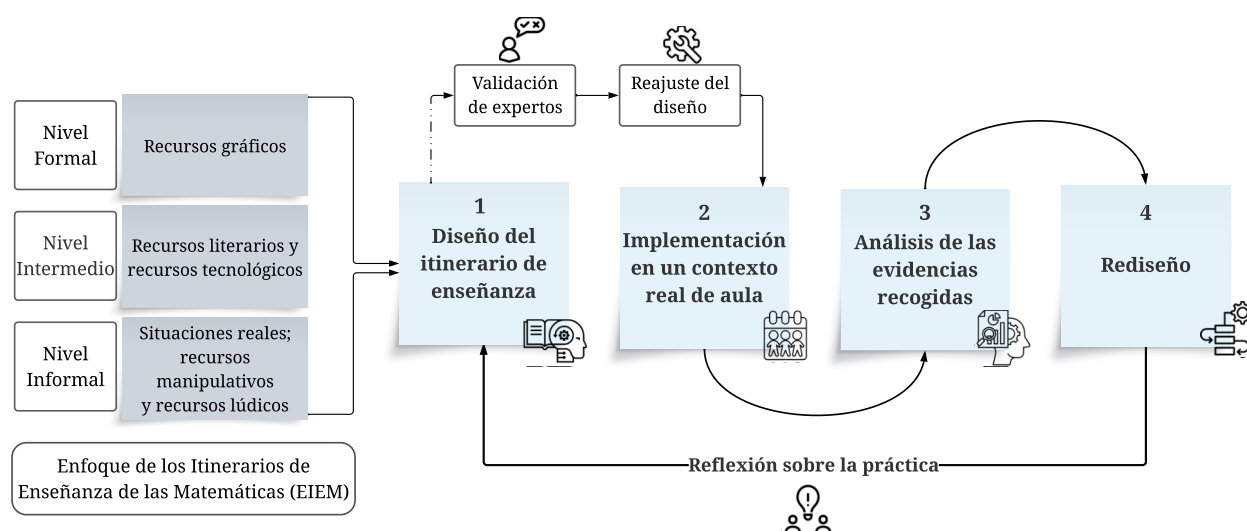 Validación
de expertos
Reajuste del
diseño
Nivel
Formal
Recursos gráficos
Nivel
Intermedio
Recursos literarios y
recursos tecnológicos
Nivel
Informal
Situaciones reales;
recursos
manipulativos
y recursos lúdicos
Enfoque de los Itinerarios de
Enseñanza de las Matemáticas (EIEM)
1
Diseño del
itinerario de
enseñanza
2
Implementación
en un contexto
real de aula
3
Análisis de las
evidencias
recogidas
4
Rediseño
Reflexión sobre la práctica